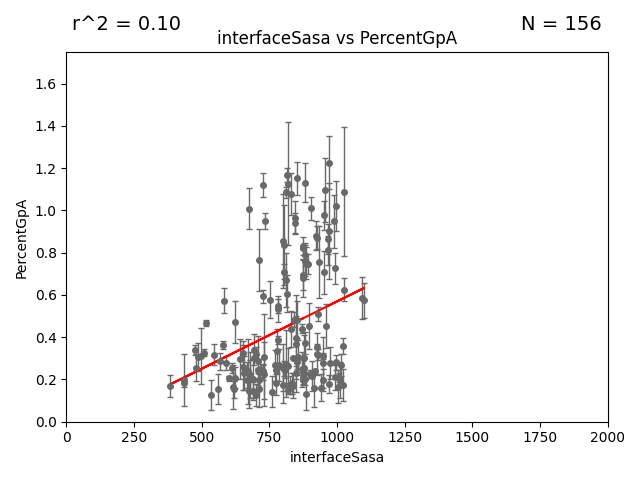 r^2 = 0.10
N = 156
interfaceSasa vs PercentGpA
PercentGpA
1.6
1.4
1.2
1.0
0.8
0.6
0.4
0.2
0.0
0 250 500 750 1000 1250 1500 1750 2000
interfaceSasa